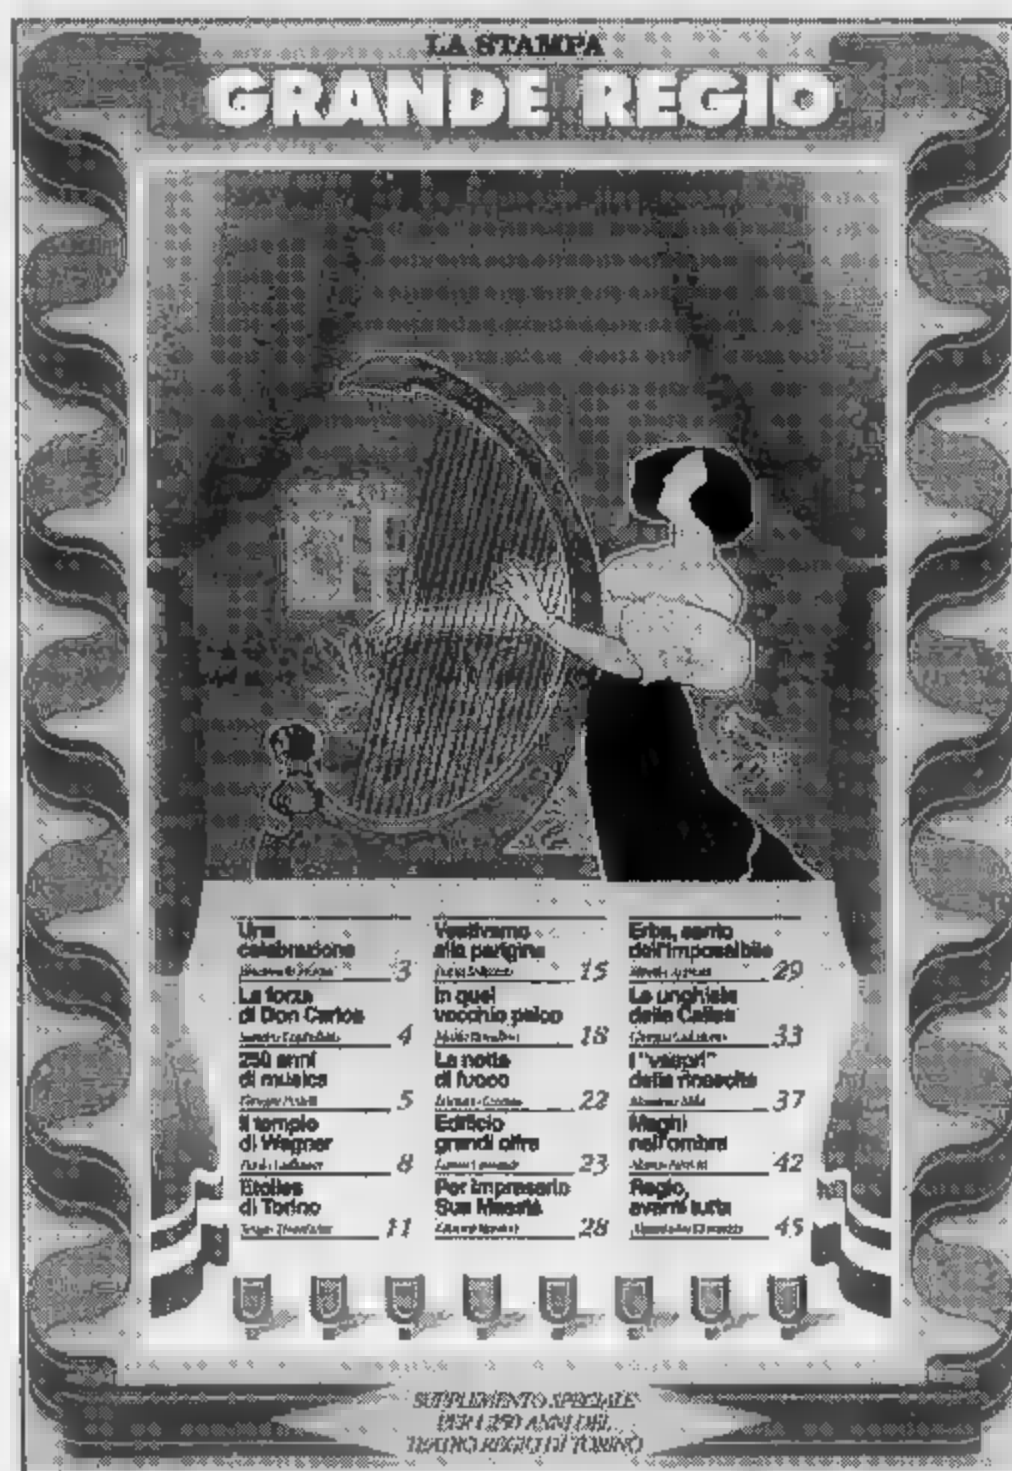 LA STAMPA
GRANDE REGIO
Una
celebrazione
3
La forza
di Don Carlos
4
250 anni
di musica
5
Il tempio
di Wagner
8
Etoiles
di Torino
11
Vestivamo
alla parigina
15
In quel
vecchio palco
18
La notte
di fuoco
22
Edificio
grandi cifre
23
Per impresario
Sua Maestà
28
Erba, santo
dell'impossibile
29
Le unghiate
della Callas
33
I "vespri"
della rinascita
37
Maghi
nell'ombra
42
Regio,
avanti tutta
45
SUPPLEMENTO SPECIALE
PER I 250 ANNI DEL
TEATRO REGIO DI TORINO